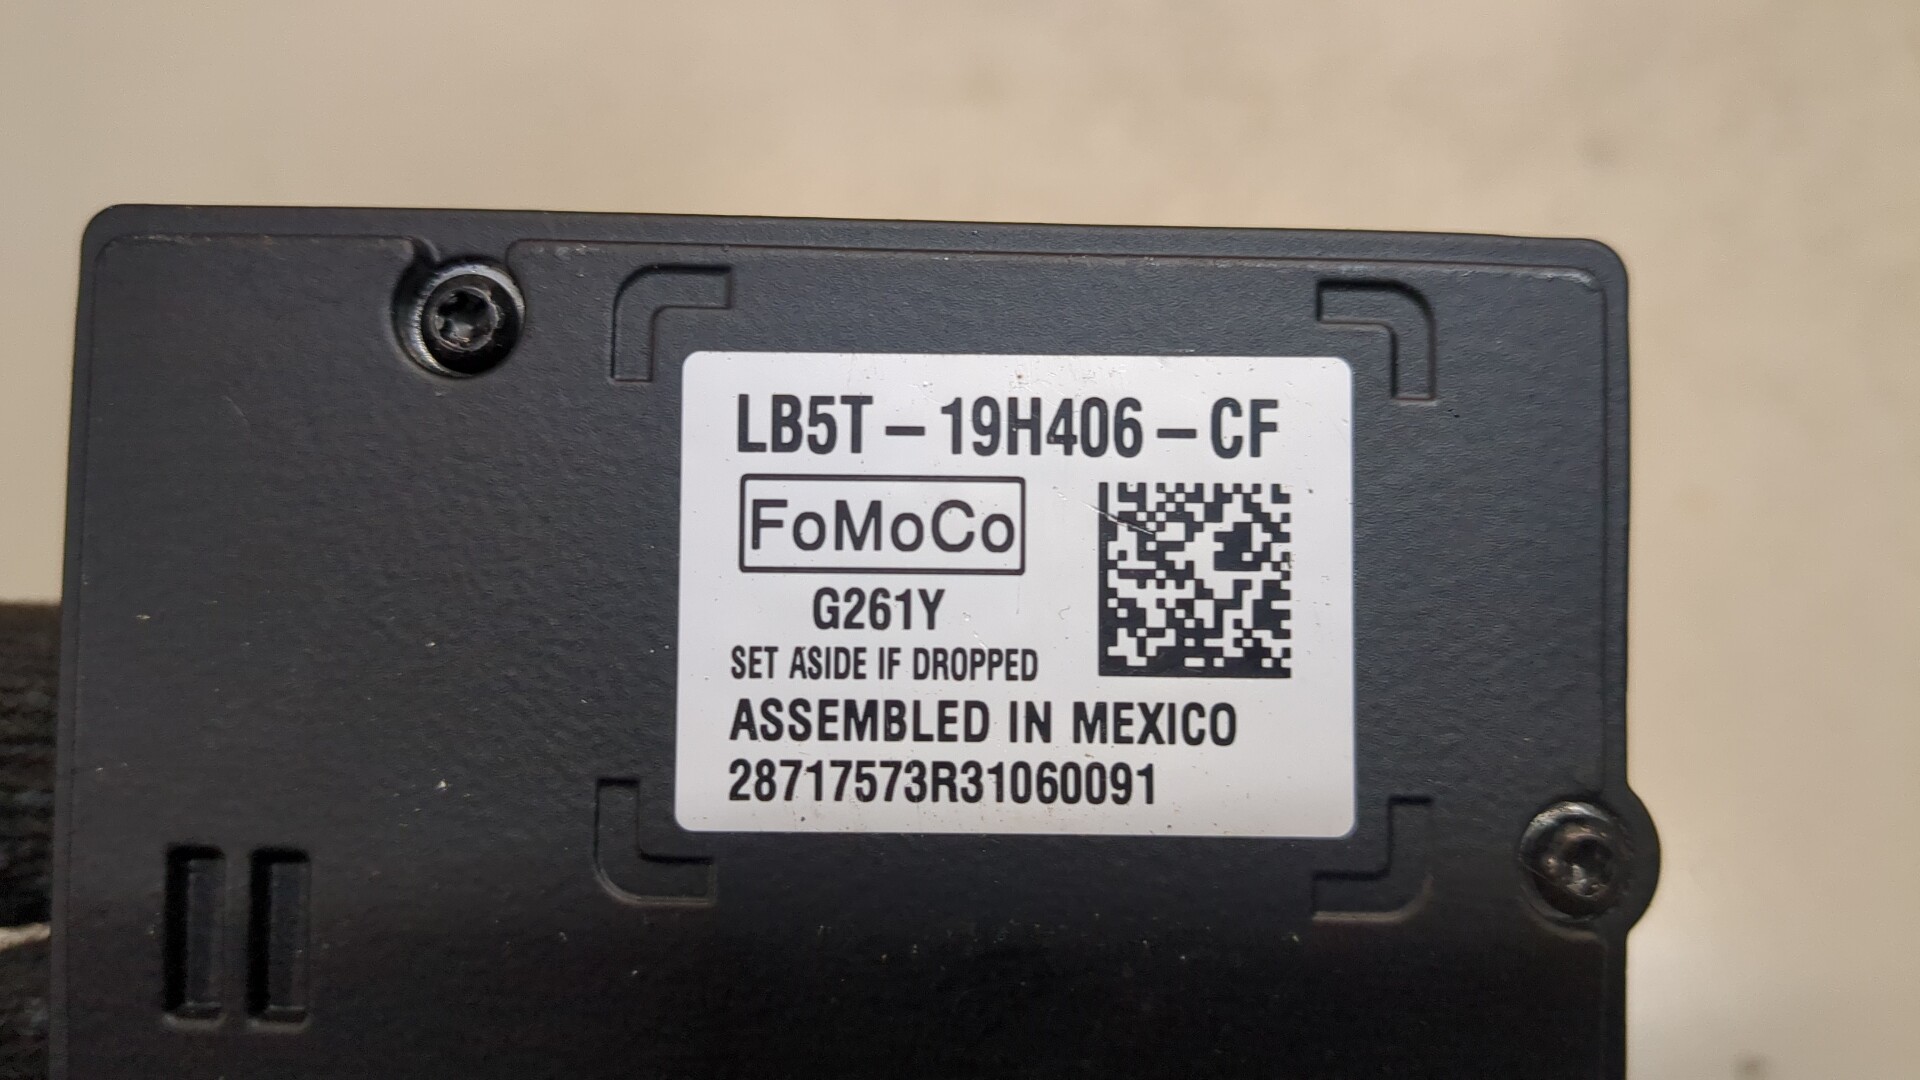 LB5T-19H406-CF
FoMoCo
G261Y
SET ASIDE IF DROPPED
ASSEMBLED IN MEXICO
28717573R31060091